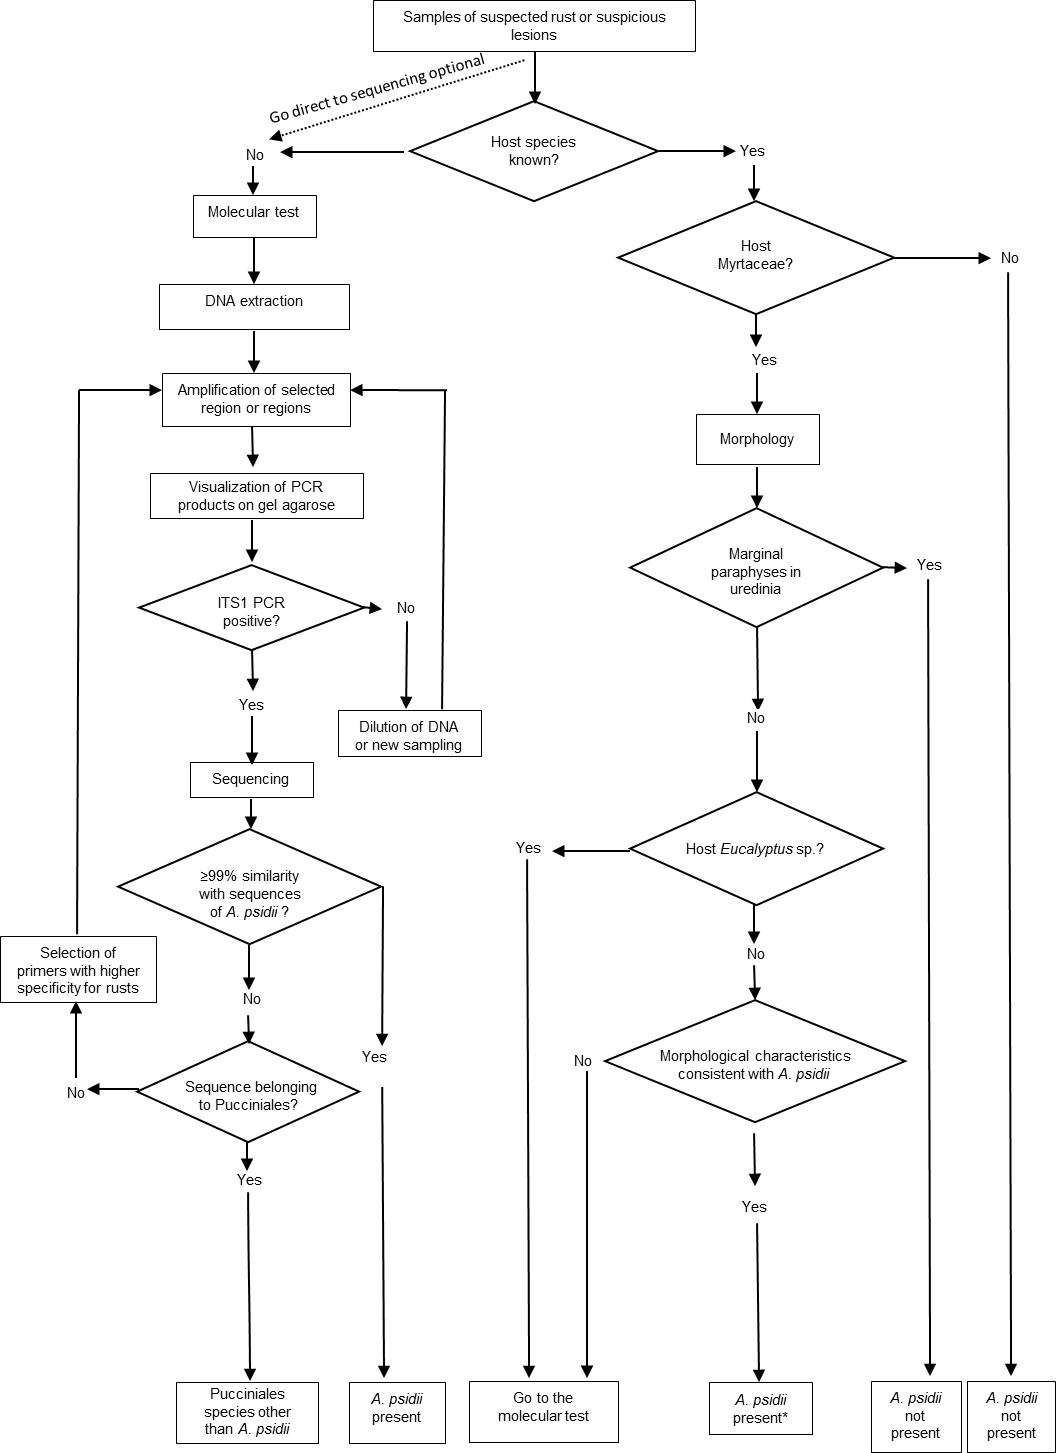 Samples of suspected rust or suspicious
lesions
Go direct to sequencing optional
Host species
known?
No
Yes
Molecular test
Host
Myrtaceae?
No
DNA extraction
Yes
Amplification of selected
region or regions
Morphology
Visualization of PCR
products on gel agarose
Marginal
paraphyses in
uredinia
Yes
ITS1 PCR
positive?
No
Yes
No
Dilution of DNA
or new sampling
Sequencing
Host Eucalyptus sp.?
Yes
≥99% similarity
with sequences
of A. psidii ?
Selection of
primers with higher
specificity for rusts
No
No
Yes
Morphological characteristics
consistent with A. psidii
No
Sequence belonging
to Pucciniales?
No
Yes
Yes
Pucciniales
species other
than A. psidii
A. psidii
present
Go to the
molecular test
A. psidii
present*
A. psidii
not
present
A. psidii
not
present